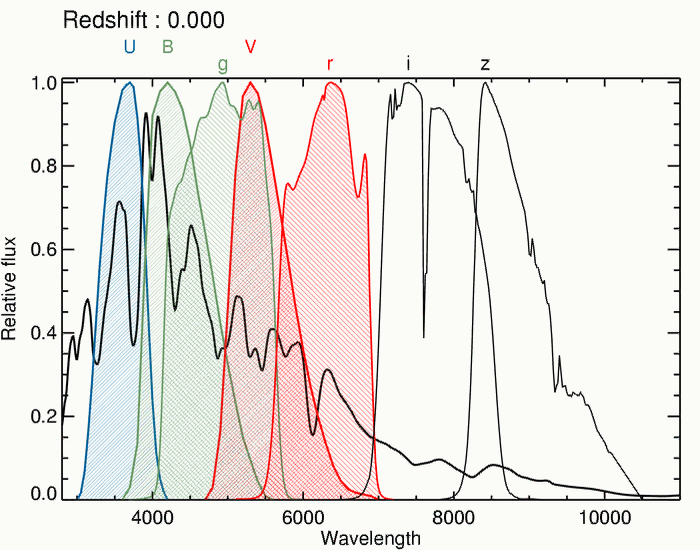 Redshift : 0.000
U B V
g r i z
1.0
0.8
0.6
0.4
0.2
0.0
Relative flux
4000 6000 8000 10000
Wavelength